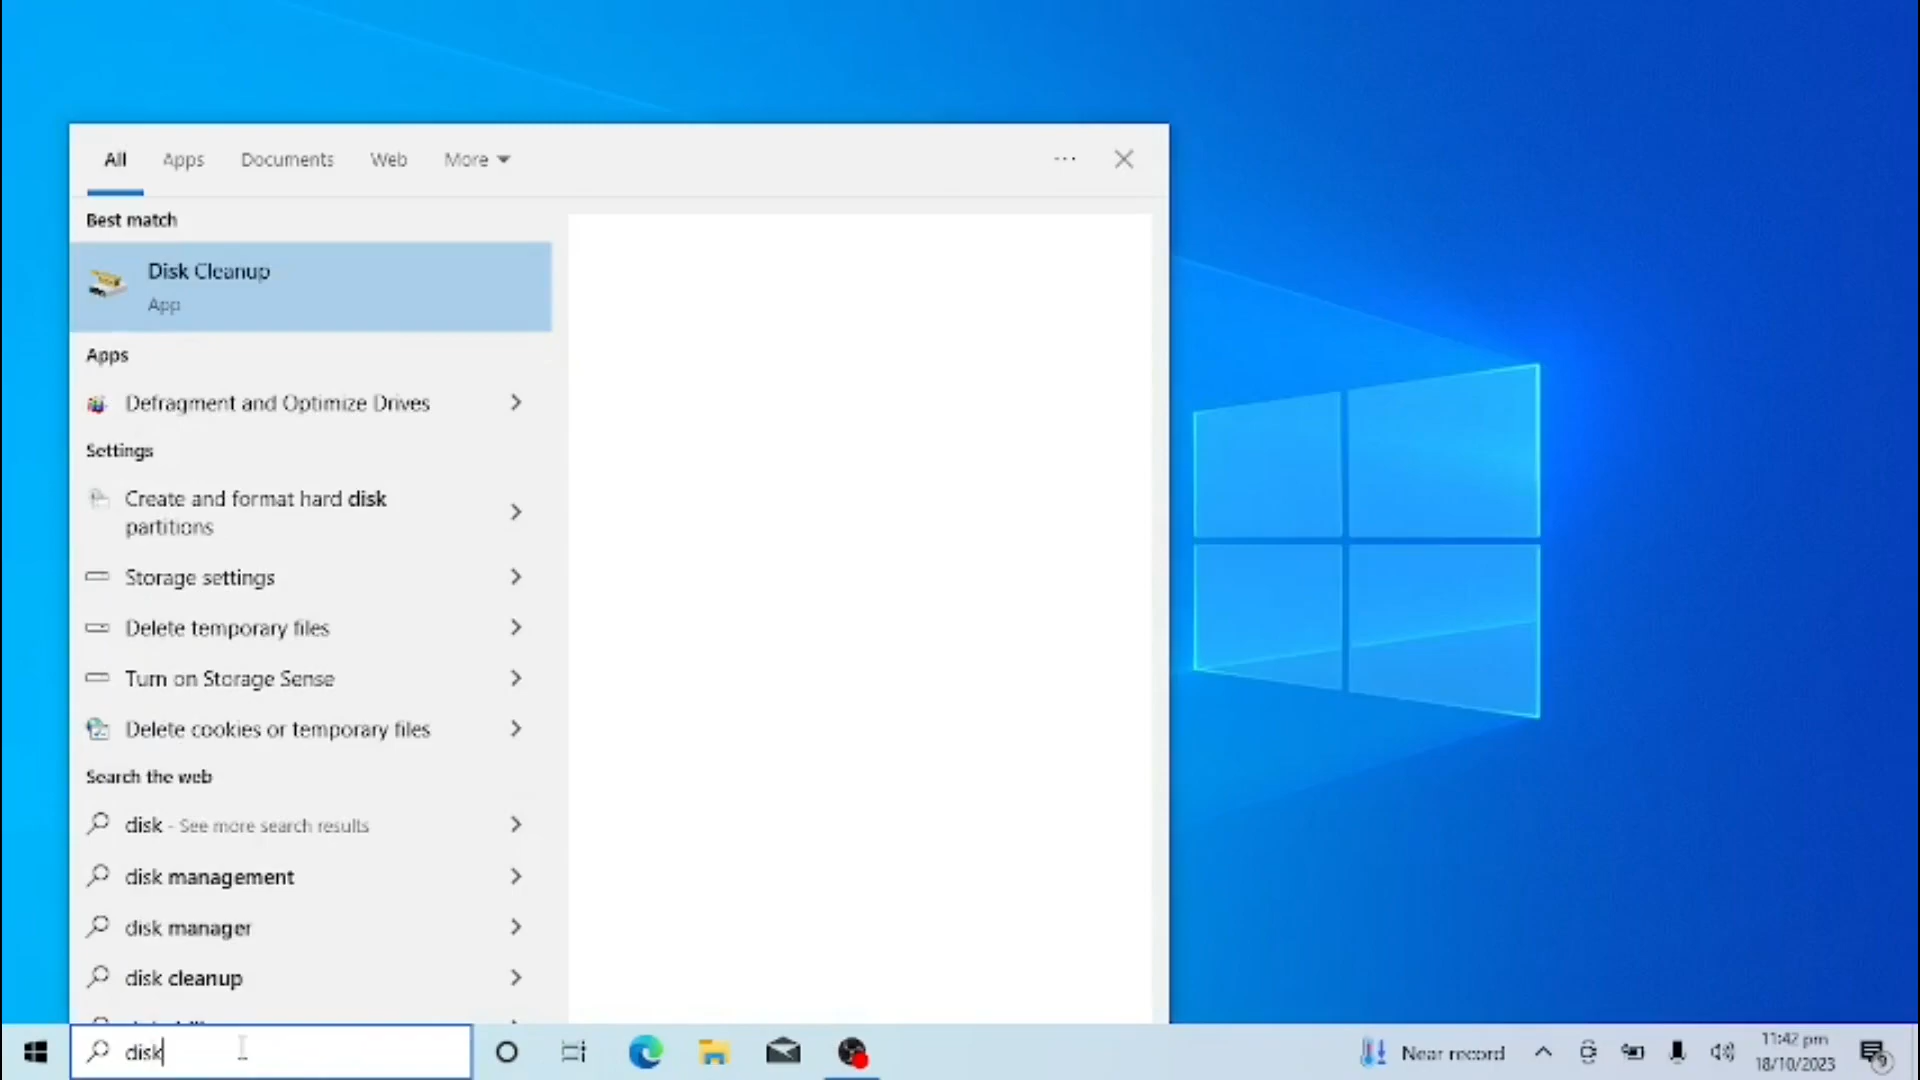 All Apps Documents Web More
Best match
Disk Cleanup
App
Apps
Defragment and Optimize Drives
Settings
Create and format hard disk
partitions
Storage settings
Delete temporary files
Turn on Storage Sense
Delete cookies or temporary files
Search the web
disk - See more search results
disk management
disk manager
disk cleanup
disk
Near record
11:42 pm
18/10/2023
9